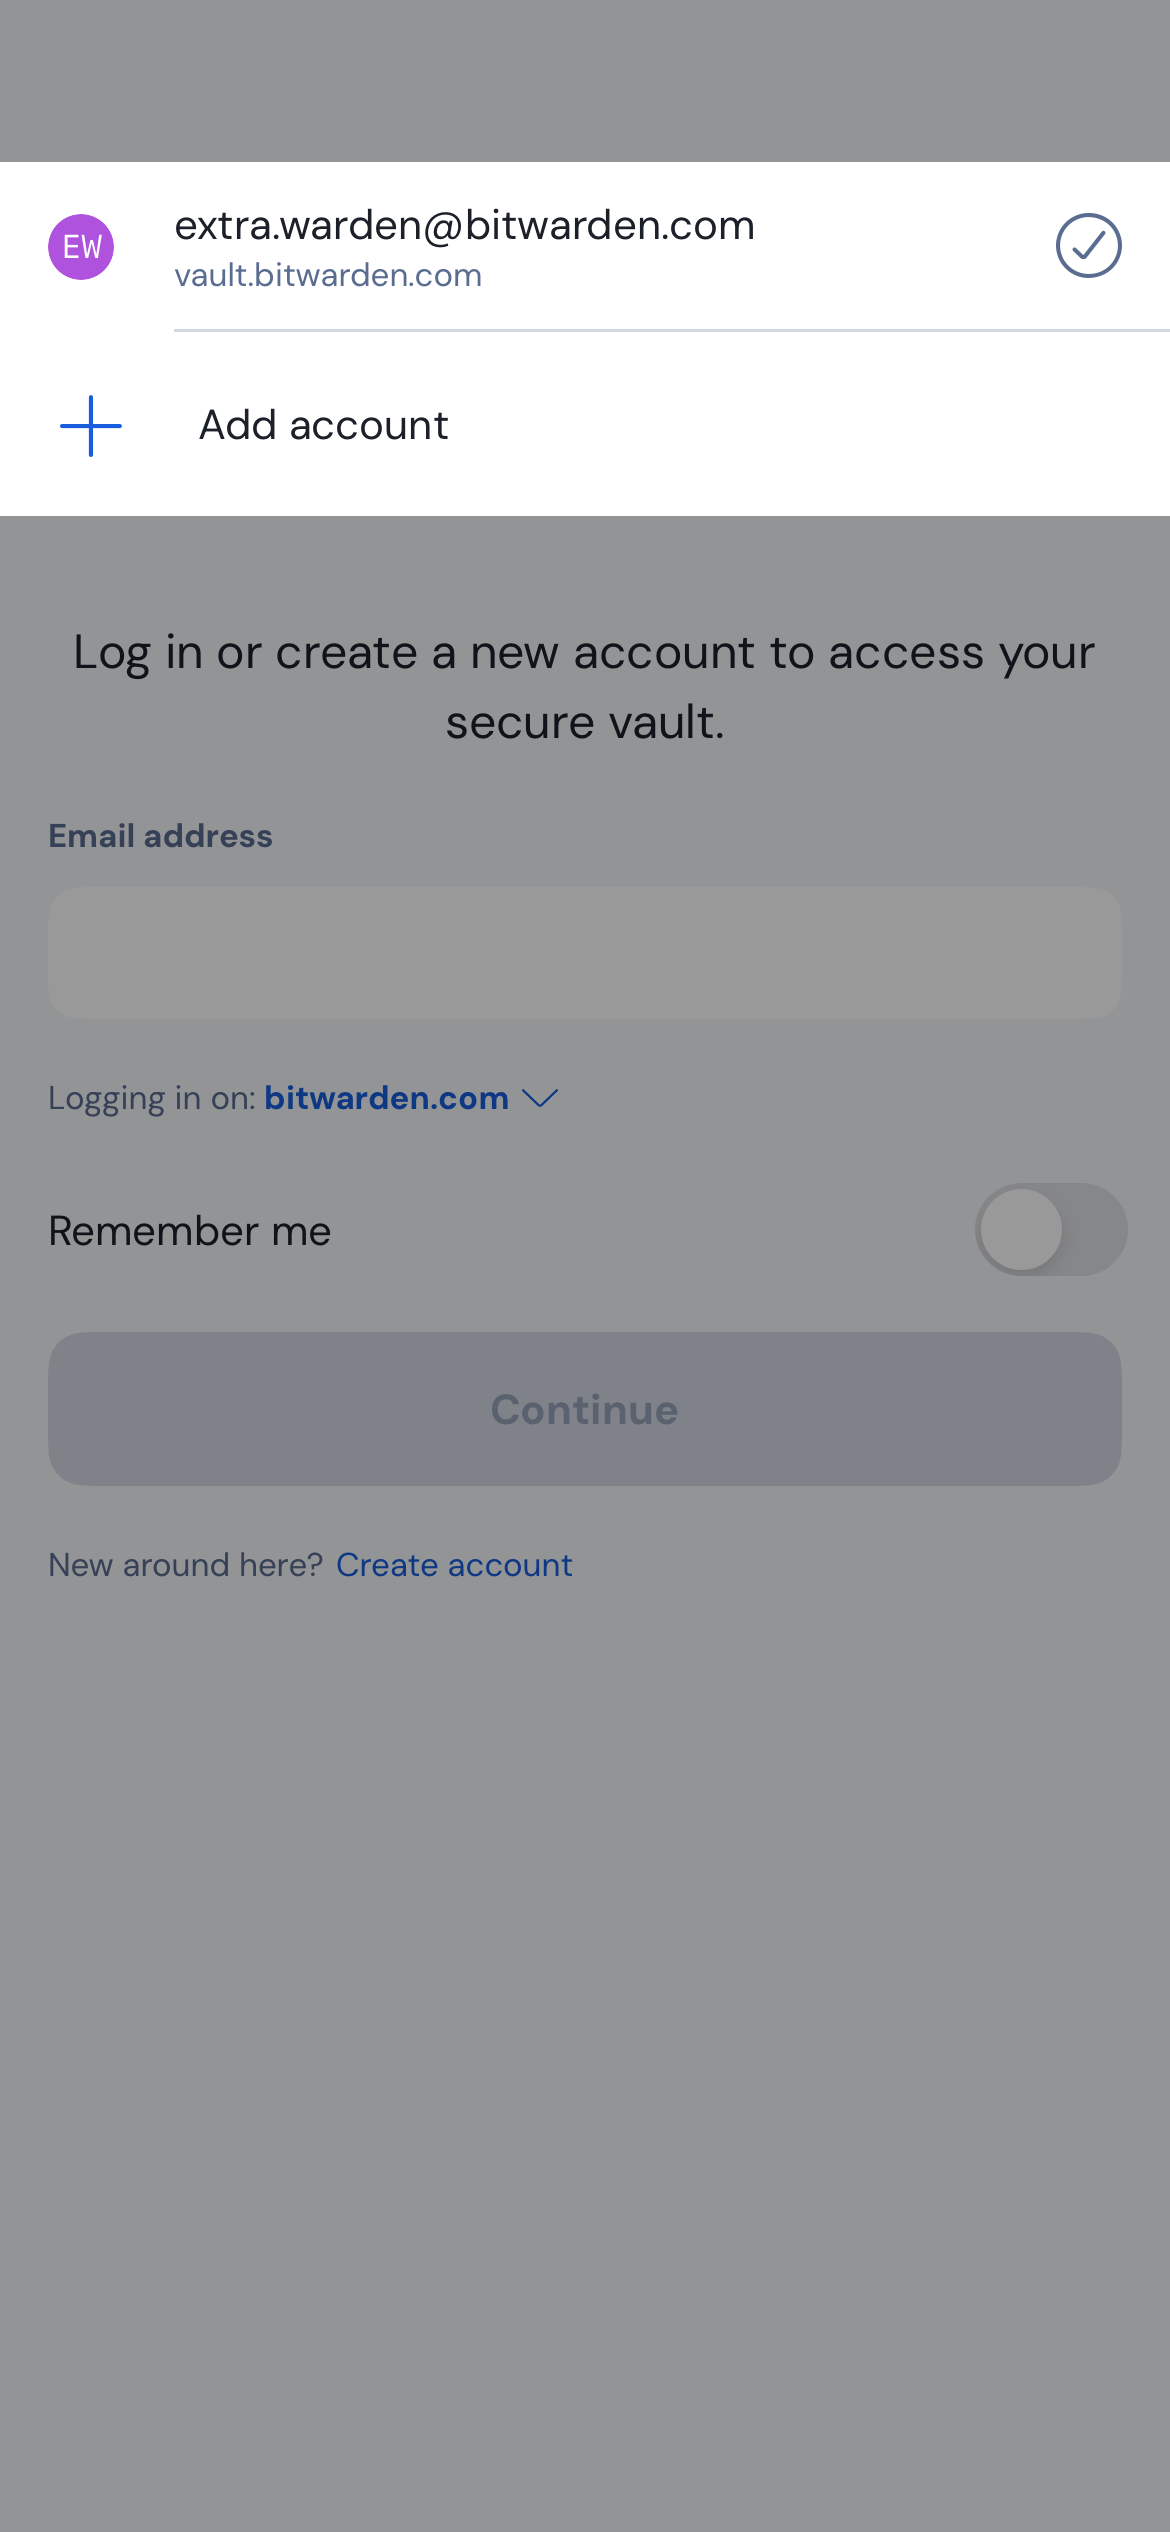 EW
extra.warden@bitwarden.com
vault.bitwarden.com
Add account
Log in or create a new account to access your
secure vault.
Email address
Logging in on: bitwarden.com
Remember me
Continue
New around here? Create account